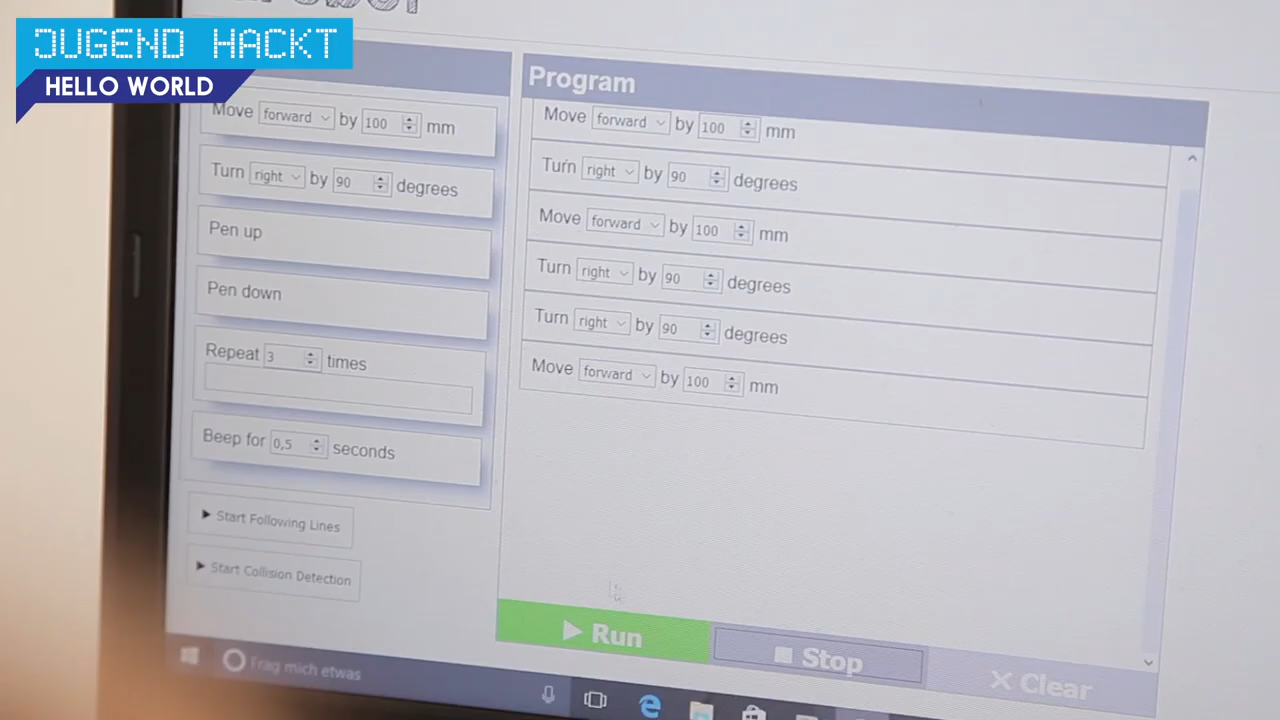 JUGEND HACKT
HELLO WORLD
Move forward by 100 mm
Turn right by 90 degrees
Pen up
Pen down
Repeat 3 times
Beep for 0,5 seconds
Start Following Lines
Start Collision Detection
Program
Move forward by 100 mm
Turn right by 90 degrees
Move forward by 100 mm
Turn right by 90 degrees
Turn right by 90 degrees
Move forward by 100 mm
Run
Stop
Clear
Frag mich etwas